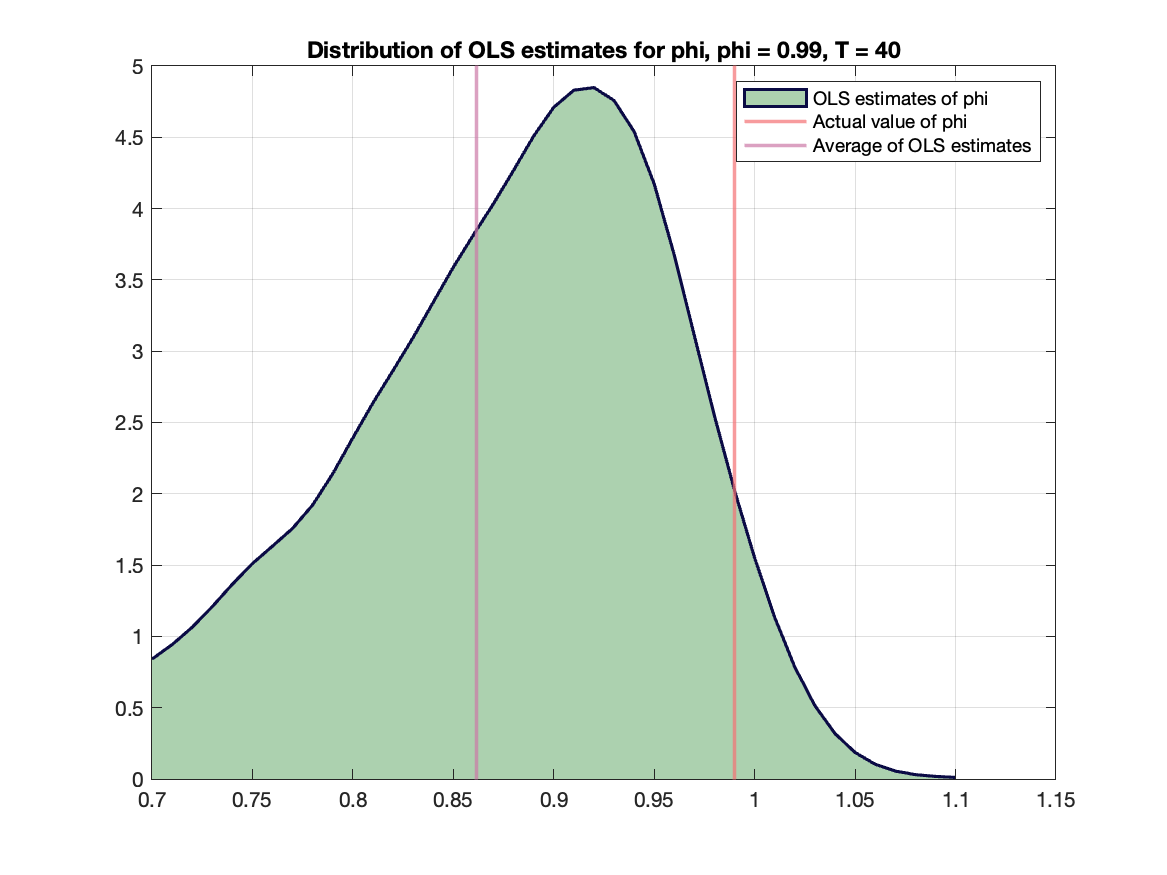 Distribution of OLS estimates for phi, phi = 0.99, T = 40
5
4.5
4
3.5
3
2.5
2
1.5
1
0.5
0
OLS estimates of phi
Actual value of phi
Average of OLS estimates
0.7 0.75 0.8 0.85 0.9 0.95 1 1.05 1.1 1.15